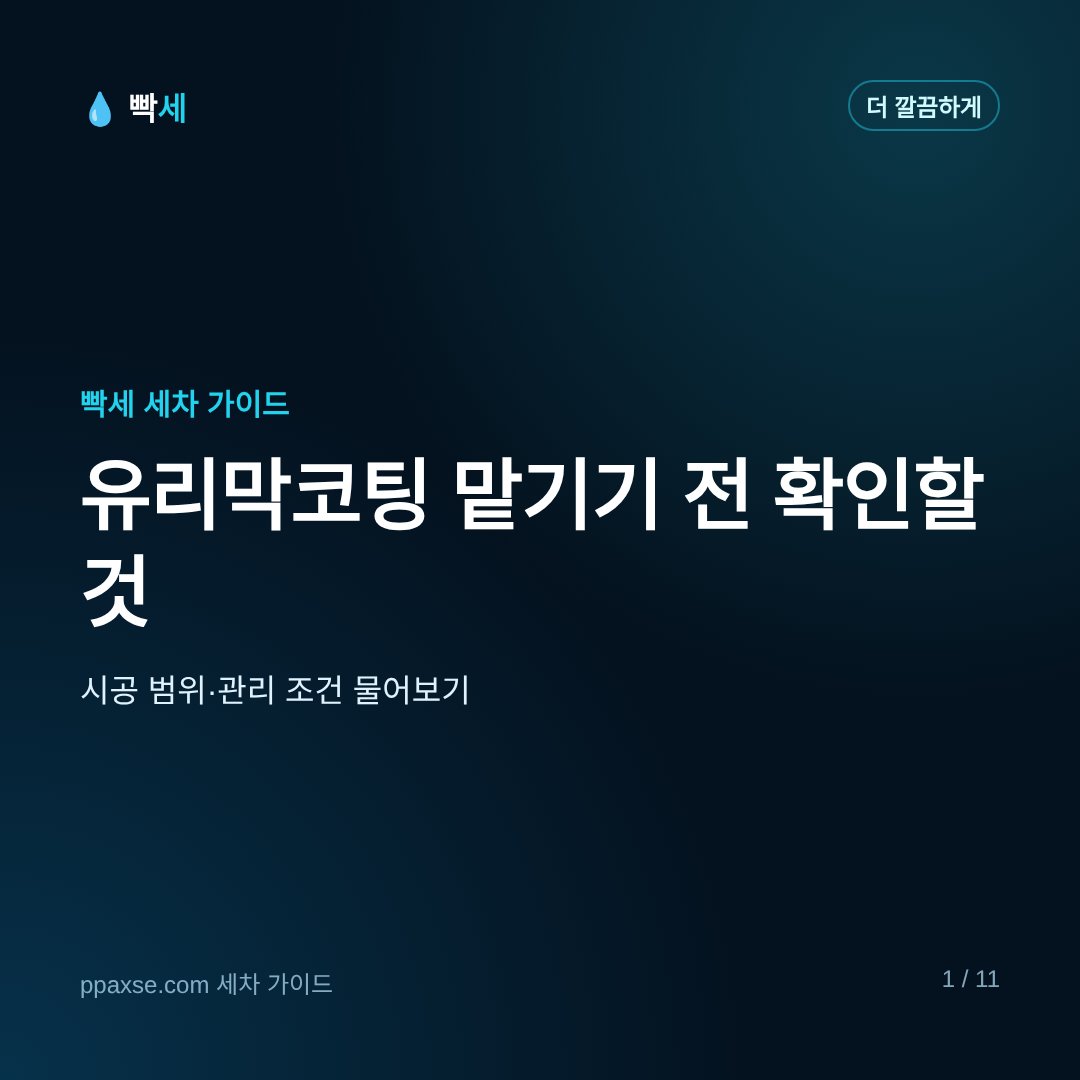 빡세
더 깔끔하게
빡세 세차 가이드
유리막코팅 맡기기 전 확인할
것
시공 범위·관리 조건 물어보기
ppaxse.com 세차 가이드
1 / 11